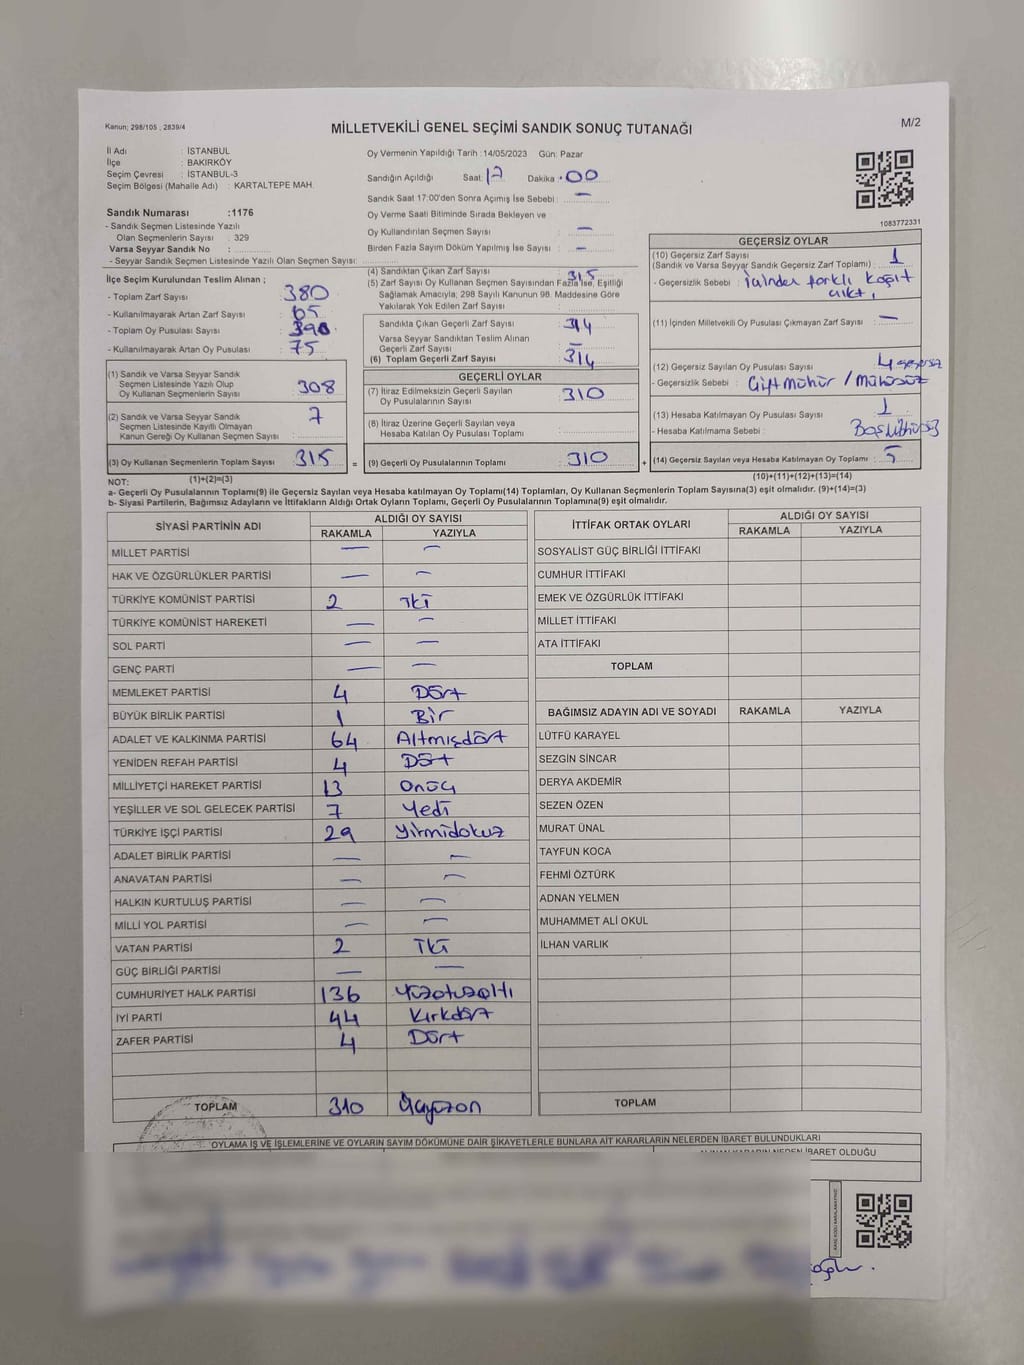 Kanun; 298/105 ; 2839/4
MİLLETVEKİLİ GENEL SEÇİMİ SANDIK SONUÇ TUTANAĞI
M/2
İl Adı : İSTANBUL
İlçe : BAKIRKÖY
Seçim Çevresi : İSTANBUL-3
Seçim Bölgesi (Mahalle Adı) : KARTALTEPE MAH.
Sandık Numarası :1176
- Sandık Seçmen Listesinde Yazılı
Olan Seçmenlerin Sayısı : 329
Varsa Seyyar Sandık No :
- Seyyar Sandık Seçmen Listesinde Yazılı Olan Seçmen Sayısı:
Oy Vermenin Yapıldığı Tarih :14/05/2023 Gün: Pazar
Sandığın Açıldığı Saat: 17 Dakika : 00
Sandık Saat 17:00'den Sonra Açılmış İse Sebebi : —
Oy Verme Saati Bitiminde Sırada Bekleyen ve
Oy Kullandırılan Seçmen Sayısı : —
Birden Fazla Sayım Döküm Yapılmış İse Sayısı : —
1083772331
İlçe Seçim Kurulundan Teslim Alınan ;
- Toplam Zarf Sayısı : 380
- Kullanılmayarak Artan Zarf Sayısı : 65
- Toplam Oy Pusulası Sayısı : 390
- Kullanılmayarak Artan Oy Pusulası : 75
(1) Sandık ve Varsa Seyyar Sandık
Seçmen Listesinde Yazılı Olup
Oy Kullanan Seçmenlerin Sayısı : 308
(2) Sandık ve Varsa Seyyar Sandık
Seçmen Listesinde Kayıtlı Olmayan
Kanun Gereği Oy Kullanan Seçmen Sayısı : 7
(3) Oy Kullanan Seçmenlerin Toplam Sayısı : 315
(1)+(2)=(3)
(4) Sandıktan Çıkan Zarf Sayısı : 315
(5) Zarf Sayısı Oy Kullanan Seçmen Sayısından Fazla İse, Eşitliği
Sağlamak Amacıyla; 298 Sayılı Kanunun 98. Maddesine Göre
Yakılarak Yok Edilen Zarf Sayısı :
Sandıkta Çıkan Geçerli Zarf Sayısı : 314
Varsa Seyyar Sandıktan Teslim Alınan
Geçerli Zarf Sayısı : —
(6) Toplam Geçerli Zarf Sayısı : 314
GEÇERLİ OYLAR
(7) İtiraz Edilmeksizin Geçerli Sayılan
Oy Pusulalarının Sayısı : 310
(8) İtiraz Üzerine Geçerli Sayılan veya
Hesaba Katılan Oy Pusulaları Toplamı :
= (9) Geçerli Oy Pusulalarının Toplamı : 310 +
GEÇERSİZ OYLAR
(10) Geçersiz Zarf Sayısı
(Sandık ve Varsa Seyyar Sandık Geçersiz Zarf Toplamı) : 1
- Geçersizlik Sebebi : İçinden farklı kağıt
çıktı.
(11) İçinden Milletvekili Oy Pusulası Çıkmayan Zarf Sayısı : —
(12) Geçersiz Sayılan Oy Pusulası Sayısı : 4 geçersiz
- Geçersizlik Sebebi : Çift mühür / Mühürsüz
(13) Hesaba Katılmayan Oy Pusulası Sayısı : 1
- Hesaba Katılmama Sebebi :
(14) Geçersiz Sayılan veya Hesaba Katılmayan Oy Toplamı : 5
(10)+(11)+(12)+(13)=(14)
NOT:
a- Geçerli Oy Pusulalarının Toplamı(9) ile Geçersiz Sayılan veya Hesaba katılmayan Oy Toplamı(14) Toplamları, Oy Kullanan Seçmenlerin Toplam Sayısına(3) eşit olmalıdır. (9)+(14)=(3)
b- Siyasi Partilerin, Bağımsız Adayların ve İttifakların Aldığı Ortak Oyların Toplamı, Geçerli Oy Pusulalarının Toplamına(9) eşit olmalıdır.
SİYASİ PARTİNİN ADI ALDIĞI OY SAYISI
RAKAMLA YAZIYLA
MİLLET PARTİSİ — —
HAK VE ÖZGÜRLÜKLER PARTİSİ — —
TÜRKİYE KOMÜNİST PARTİSİ 2 İki
TÜRKİYE KOMÜNİST HAREKETİ — —
SOL PARTİ — —
GENÇ PARTİ — —
MEMLEKET PARTİSİ 4 Dört
BÜYÜK BİRLİK PARTİSİ 1 Bir
ADALET VE KALKINMA PARTİSİ 64 Altmışdört
YENİDEN REFAH PARTİSİ 4 Dört
MİLLİYETÇİ HAREKET PARTİSİ 13 Onüç
YEŞİLLER VE SOL GELECEK PARTİSİ 7 Yedi
TÜRKİYE İŞÇİ PARTİSİ 29 Yirmidokuz
ADALET BİRLİK PARTİSİ — —
ANAVATAN PARTİSİ — —
HALKIN KURTULUŞ PARTİSİ — —
MİLLİ YOL PARTİSİ — —
VATAN PARTİSİ 2 İki
GÜÇ BİRLİĞİ PARTİSİ — —
CUMHURİYET HALK PARTİSİ 136 Yüzotuzaltı
İYİ PARTİ 44 Kırkdört
ZAFER PARTİSİ 4 Dört
TOPLAM 310 Üçyüzon
İTTİFAK ORTAK OYLARI ALDIĞI OY SAYISI
RAKAMLA YAZIYLA
SOSYALİST GÜÇ BİRLİĞİ İTTİFAKI
CUMHUR İTTİFAKI
EMEK VE ÖZGÜRLÜK İTTİFAKI
MİLLET İTTİFAKI
ATA İTTİFAKI
TOPLAM
BAĞIMSIZ ADAYIN ADI VE SOYADI RAKAMLA YAZIYLA
LÜTFÜ KARAYEL
SEZGİN SİNCAR
DERYA AKDEMİR
SEZEN ÖZEN
MURAT ÜNAL
TAYFUN KOCA
FEHMİ ÖZTÜRK
ADNAN YELMEN
MUHAMMET ALİ OKUL
İLHAN VARLIK
TOPLAM
OYLAMA İŞ VE İŞLEMLERİNE VE OYLARIN SAYIM DÖKÜMÜNE DAİR ŞİKAYETLERLE BUNLARA AİT KARARLARIN NELERDEN İBARET BULUNDUKLARI
İBARET OLDUĞU